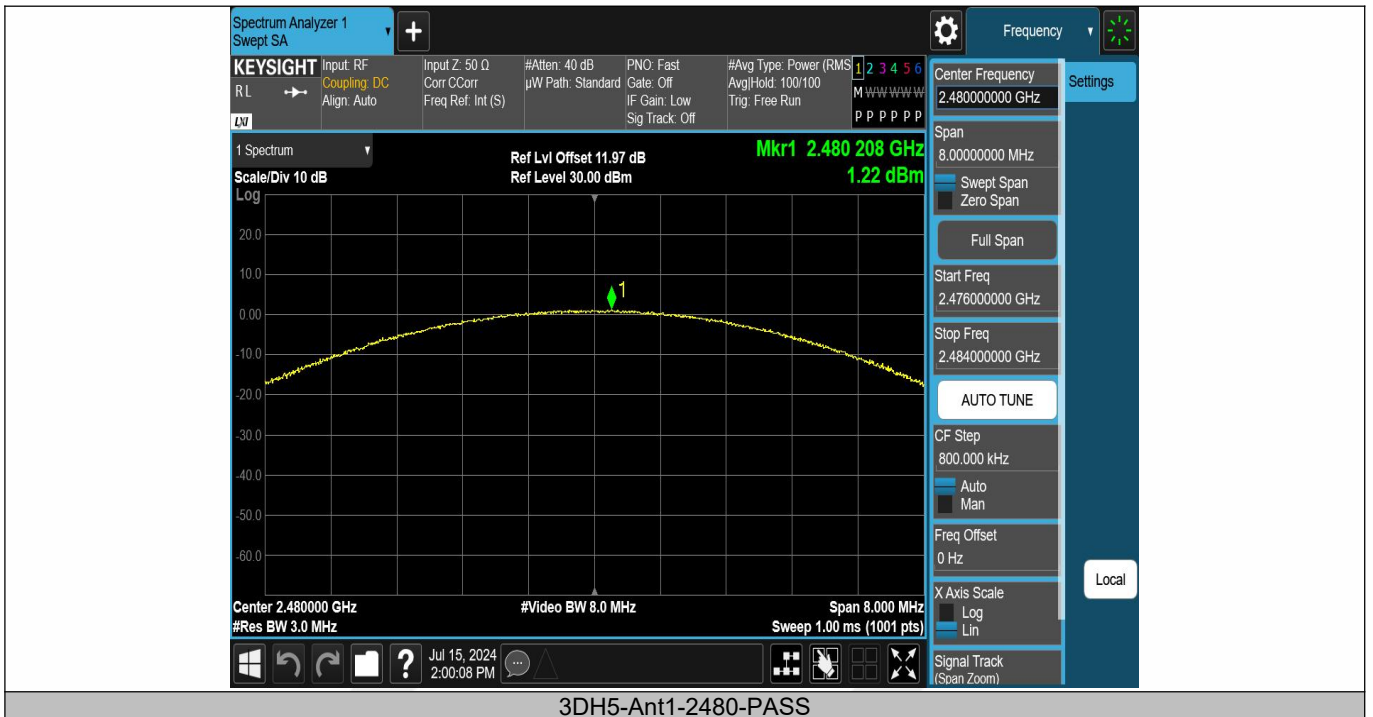 Spectrum Analyzer 1
Swept SA
Frequency
KEYSIGHT
RL
LXI
Input: RF
Coupling: DC
Align: Auto
Input Z: 50 Ω
Corr CCorr
Freq Ref: Int (S)
#Atten: 40 dB
µW Path: Standard
PNO: Fast
Gate: Off
IF Gain: Low
Sig Track: Off
#Avg Type: Power (RMS
Avg|Hold: 100/100
Trig: Free Run
1 2 3 4 5 6
M W W W W W
P P P P P P
1 Spectrum
Scale/Div 10 dB
Ref Lvl Offset 11.97 dB
Ref Level 30.00 dBm
Mkr1 2.480 208 GHz
1.22 dBm
Log
20.0
10.0
0.00
-10.0
-20.0
-30.0
-40.0
-50.0
-60.0
1
Center 2.480000 GHz
#Res BW 3.0 MHz
#Video BW 8.0 MHz
Span 8.000 MHz
Sweep 1.00 ms (1001 pts)
Center Frequency
2.480000000 GHz
Settings
Span
8.00000000 MHz
Swept Span
Zero Span
Full Span
Start Freq
2.476000000 GHz
Stop Freq
2.484000000 GHz
AUTO TUNE
CF Step
800.000 kHz
Auto
Man
Freq Offset
0 Hz
Local
X Axis Scale
Log
Lin
Signal Track
(Span Zoom)
?
Jul 15, 2024
2:00:08 PM
3DH5-Ant1-2480-PASS